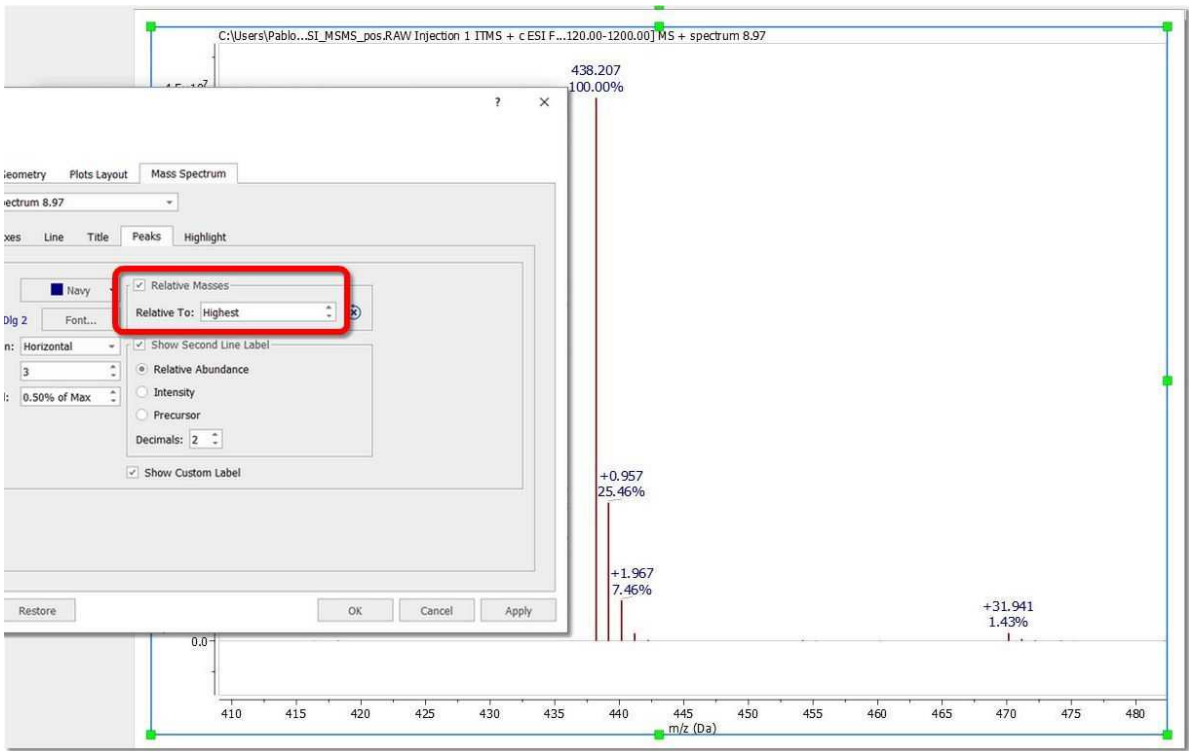 C:\Users\Pablo...SI_MSMS_pos.RAW Injection 1 ITMS + c ESI F...120.00-1200.00] MS + spectrum 8.97
438.207
100.00%
? ×
Geometry Plots Layout Mass Spectrum
spectrum 8.97
Line Title Peaks Highlight
Navy
Relative Masses
Relative To: Highest
Dlg 2 Font...
Horizontal
Show Second Line Label
3
Relative Abundance
0.50% of Max
Intensity
Precursor
Decimals: 2
Show Custom Label
+0.957
25.46%
+1.967
7.46%
+31.941
1.43%
Restore OK Cancel Apply
0.0
410 415 420 425 430 435 440 445 450 455 460 465 470 475 480
m/z (Da)